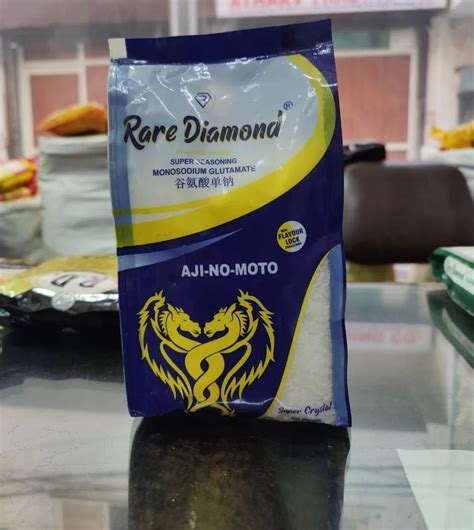 Rare Diamond®
SUPER SEASONING
MONOSODIUM GLUTAMATE
谷氨酸单钠
FLAVOUR
LOCK
AJI-NO-MOTO
Super Crystal